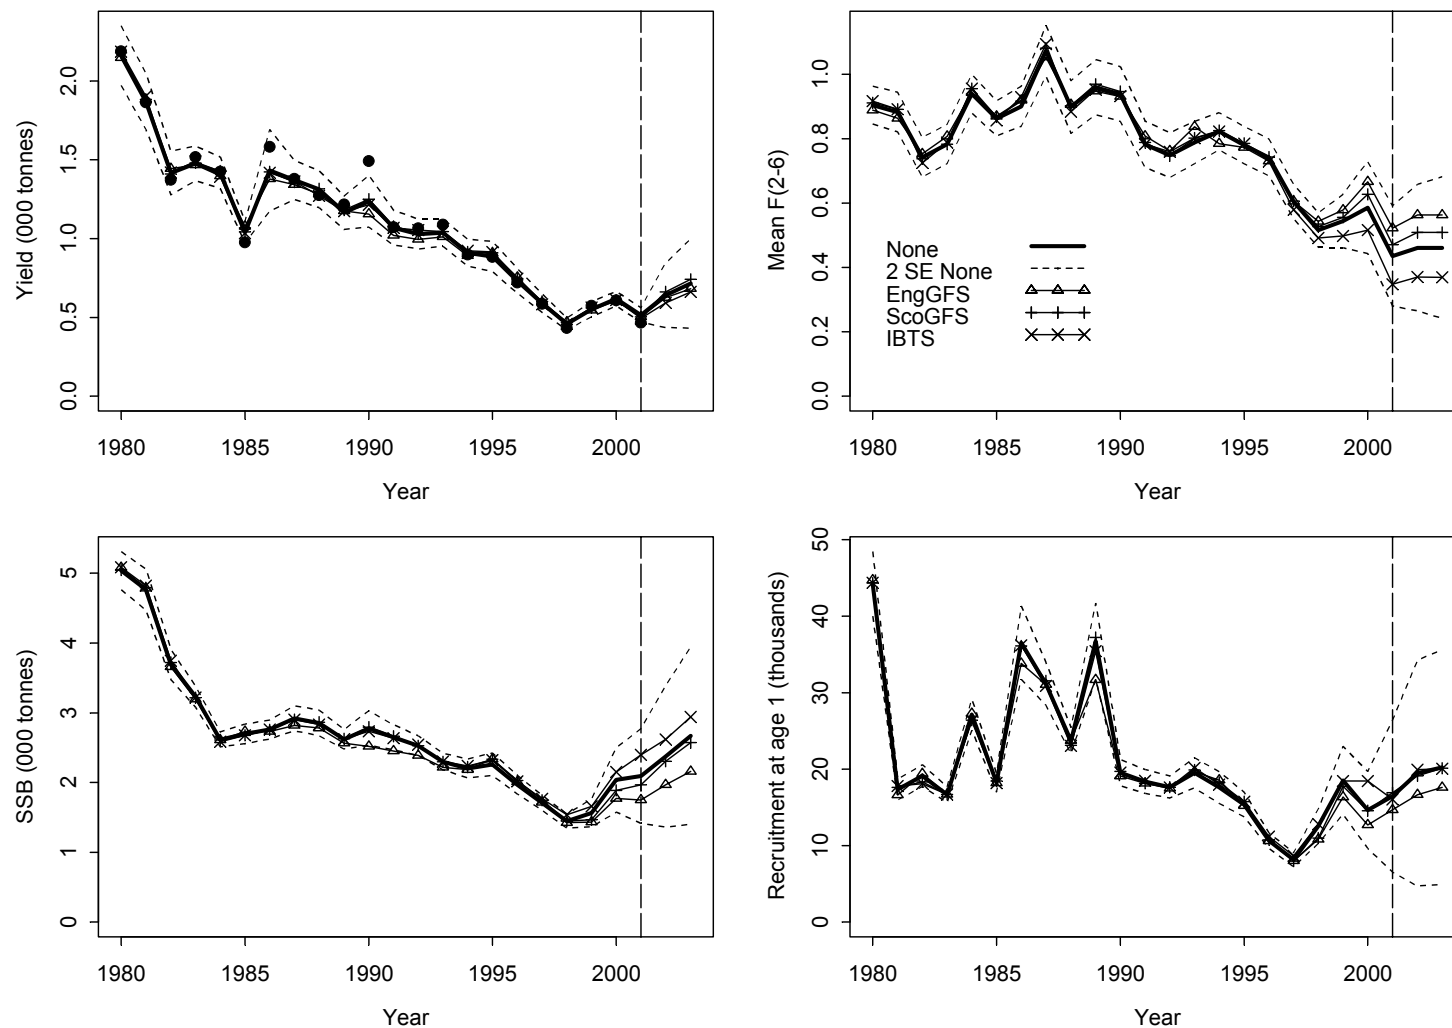 Yield (000 tonnes)
0.0 0.5 1.0 1.5 2.0
1980 1985 1990 1995 2000
Year
Mean F(2-6)
0.0 0.2 0.4 0.6 0.8 1.0
None
2 SE None
EngGFS
ScoGFS
IBTS
1980 1985 1990 1995 2000
Year
SSB (000 tonnes)
0 1 2 3 4 5
1980 1985 1990 1995 2000
Year
Recruitment at age 1 (thousands)
0 10 20 30 40 50
1980 1985 1990 1995 2000
Year